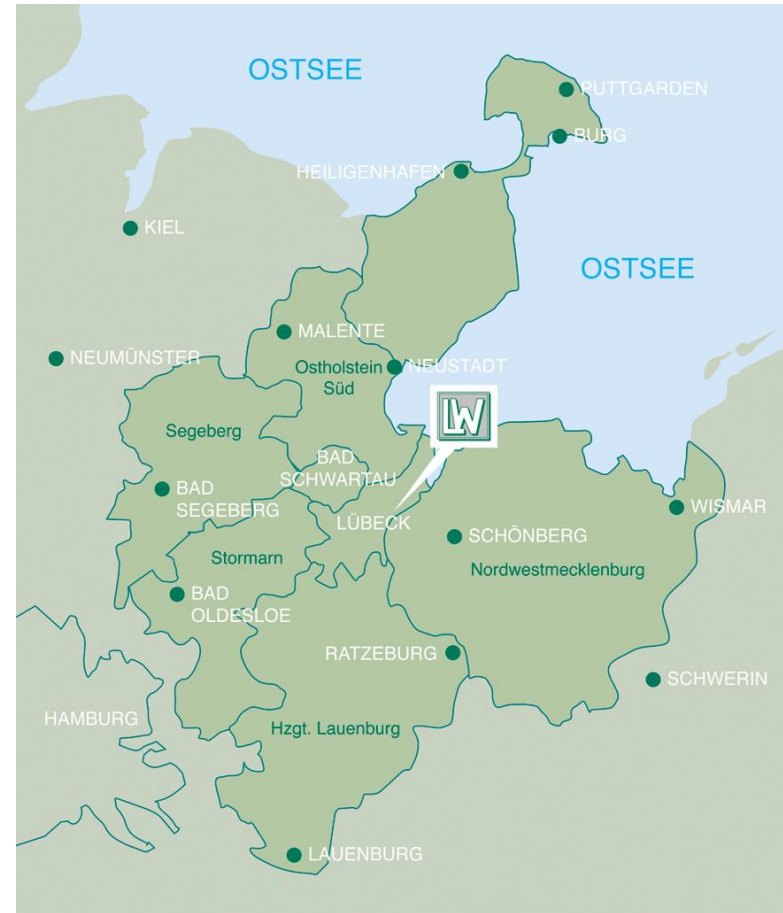 OSTSEE
PUTTGARDEN
BURG
HEILIGENHAFEN
KIEL
OSTSEE
MALENTE
NEUMÜNSTER
NEUSTADT
Ostholstein
Süd
LW
Segeberg
BAD
SCHWARTAU
BAD
SEGEBERG
WISMAR
LÜBECK
SCHÖNBERG
Stormarn
Nordwestmecklenburg
BAD
OLDESLOE
RATZEBURG
SCHWERIN
HAMBURG
Hzgt. Lauenburg
LAUENBURG